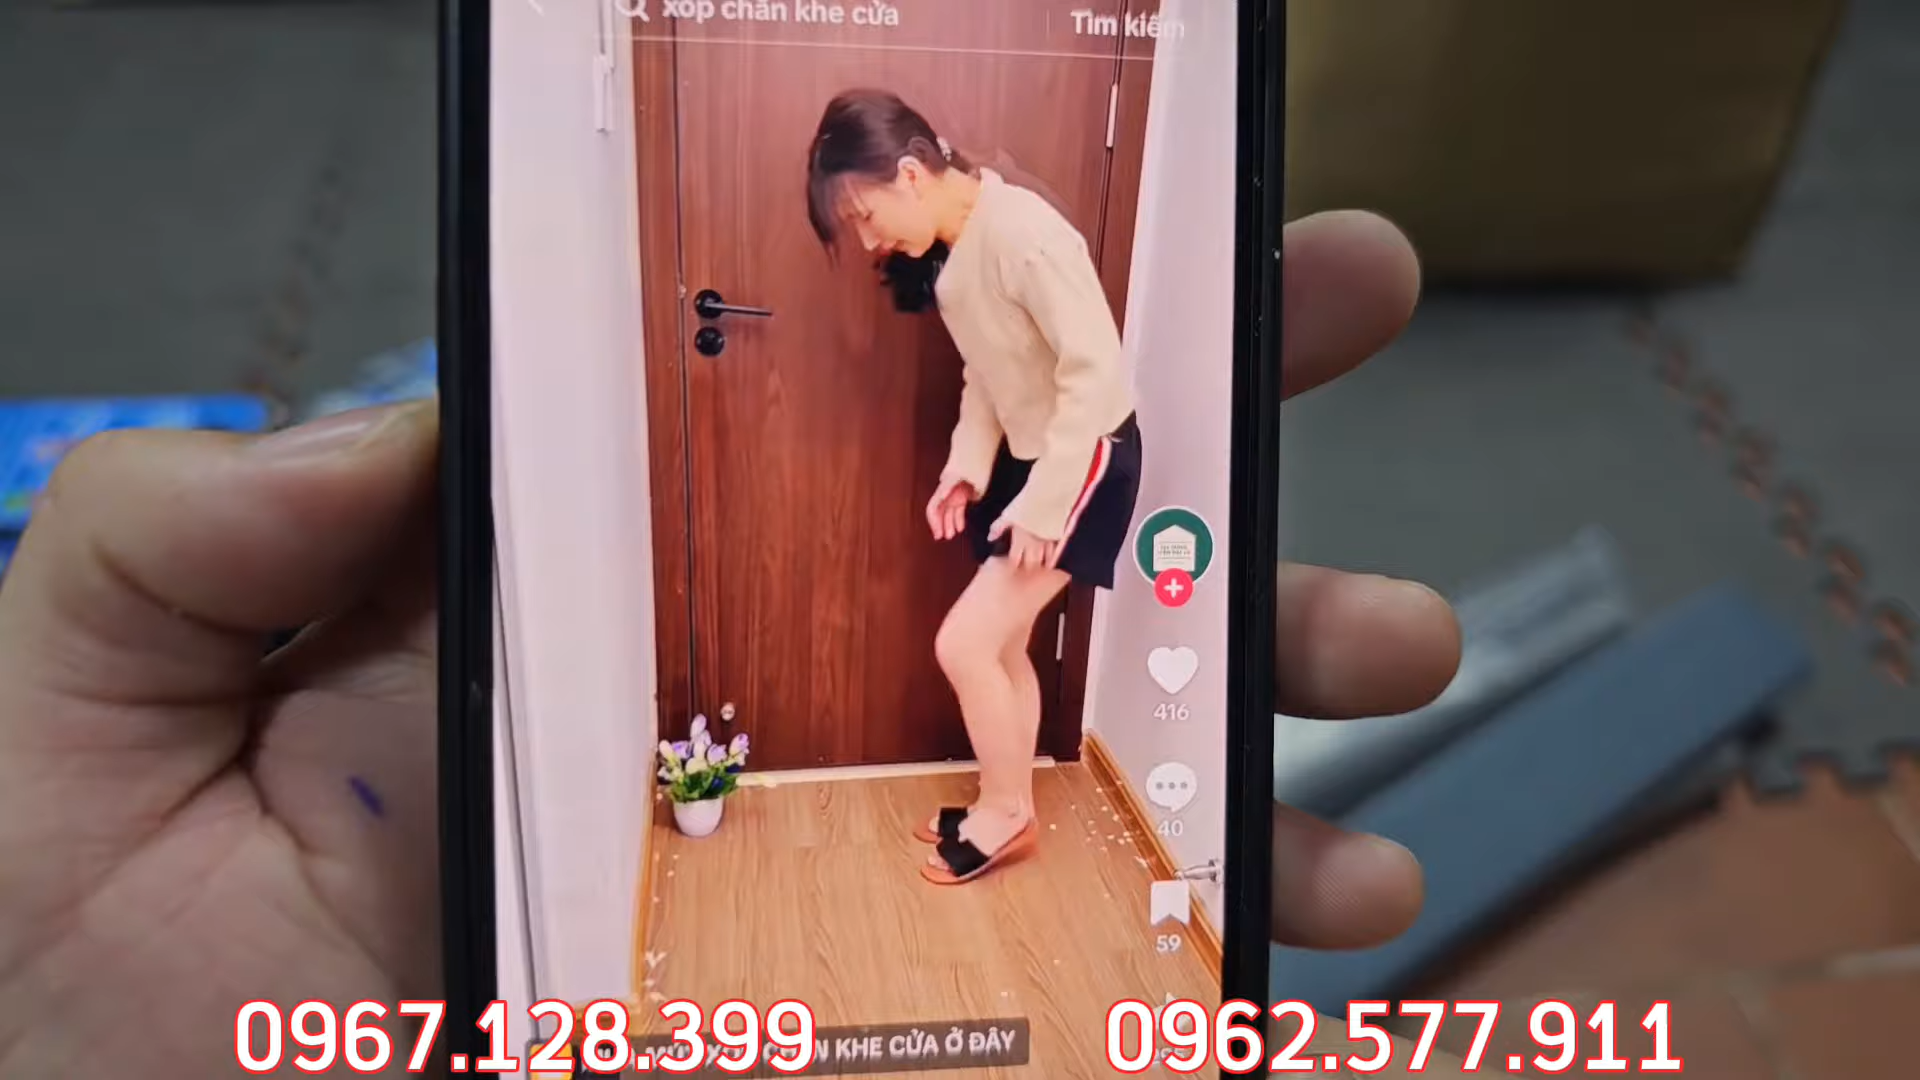 xốp chắn khe cửa
Tìm kiếm
416
40
59
KHE CỬA Ở ĐÂY
0967.128.399
0962.577.911